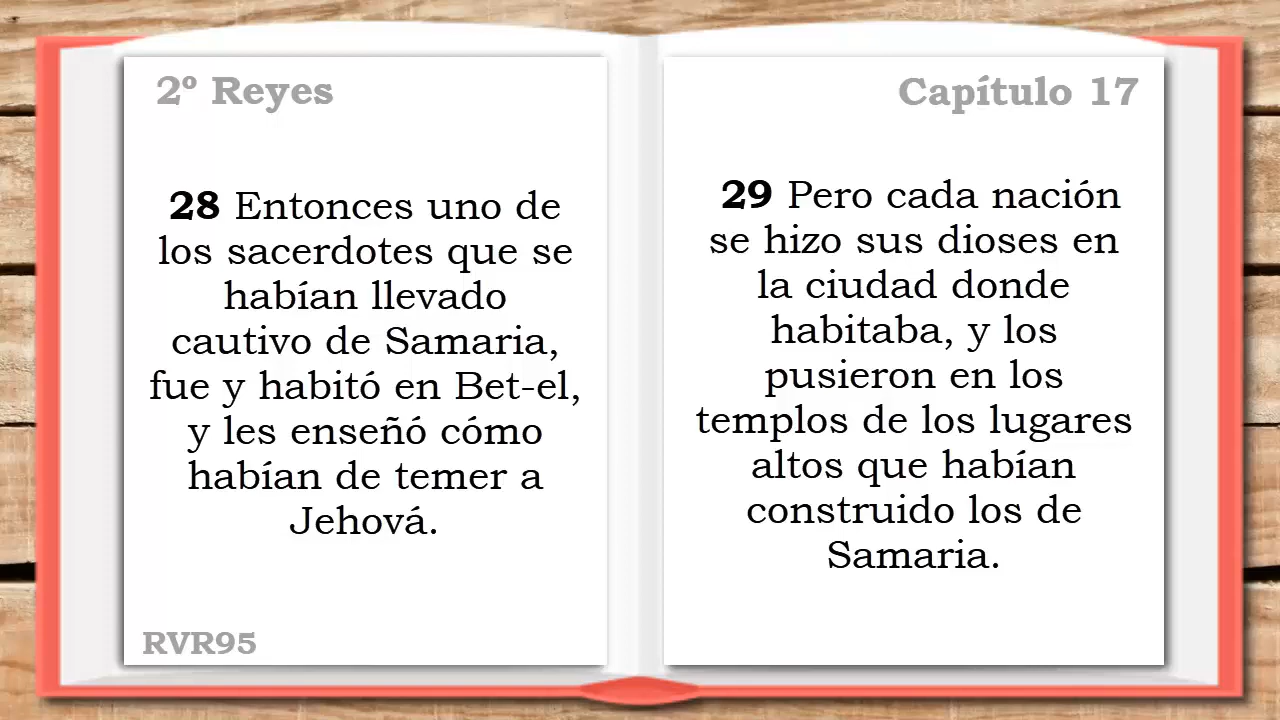 2º Reyes
28 Entonces uno de
los sacerdotes que se
habían llevado
cautivo de Samaria,
fue y habitó en Bet-el,
y les enseñó cómo
habían de temer a
Jehová.
RVR95
Capítulo 17
29 Pero cada nación
se hizo sus dioses en
la ciudad donde
habitaba, y los
pusieron en los
templos de los lugares
altos que habían
construido los de
Samaria.